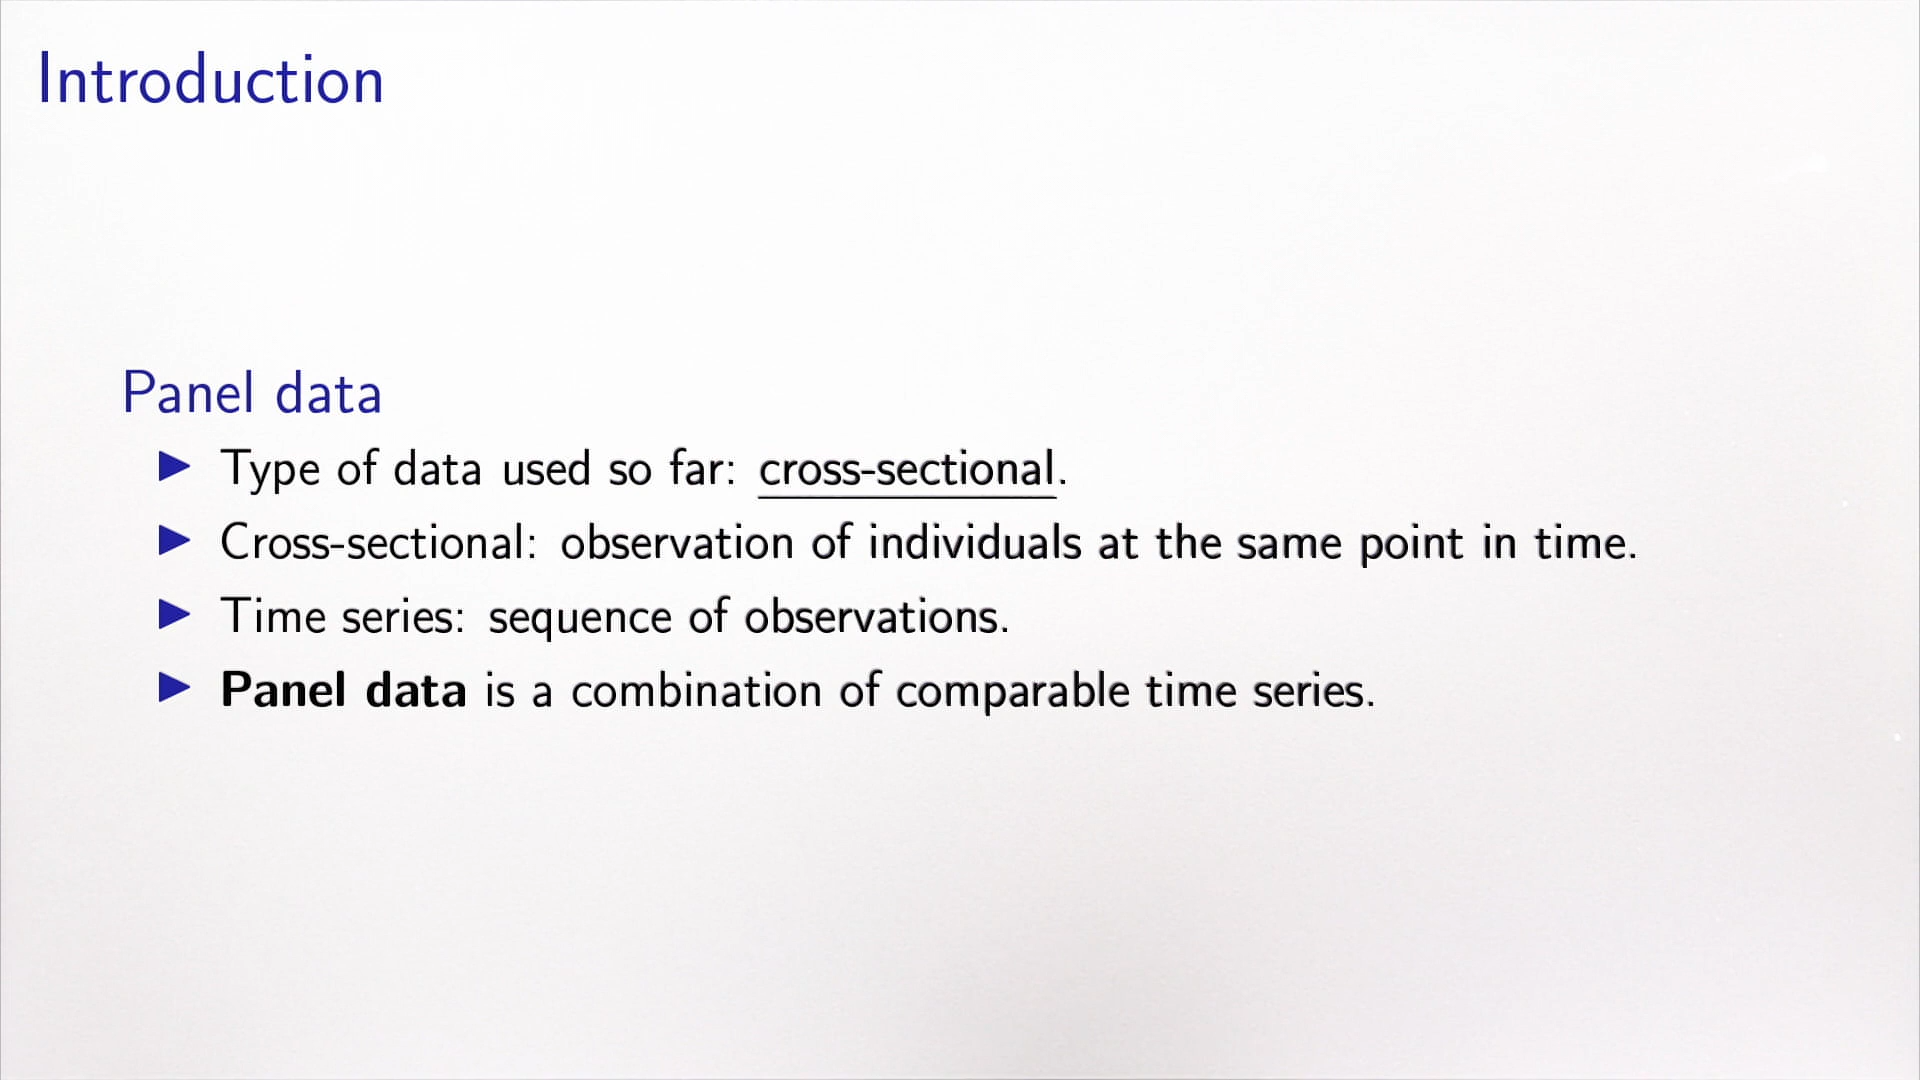 Introduction
Panel data
Type of data used so far: cross-sectional.
Cross-sectional: observation of individuals at the same point in time.
Time series: sequence of observations.
Panel data is a combination of comparable time series.